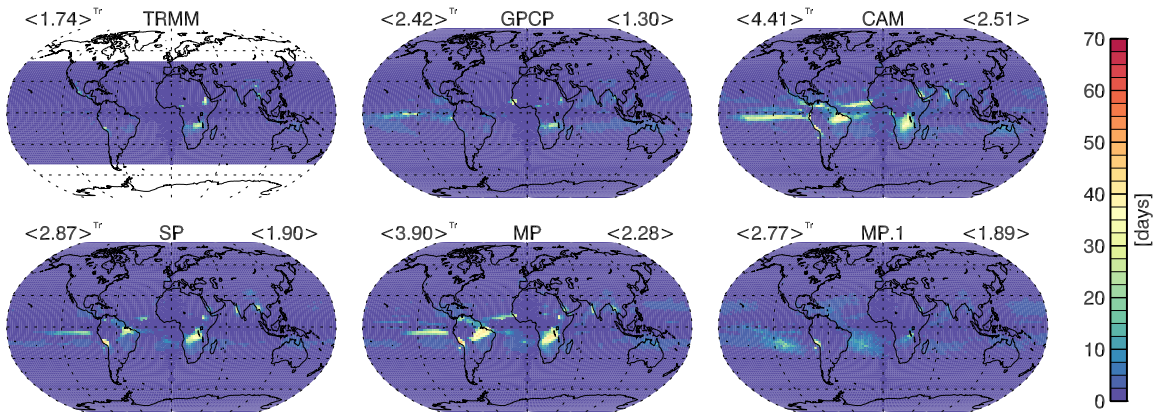 <1.74>Tr TRMM
<2.42>Tr GPCP <1.30>
<4.41>Tr CAM <2.51>
<2.87>Tr SP <1.90>
<3.90>Tr MP <2.28>
<2.77>Tr MP.1 <1.89>
70
60
50
40
30
20
10
0
[days]